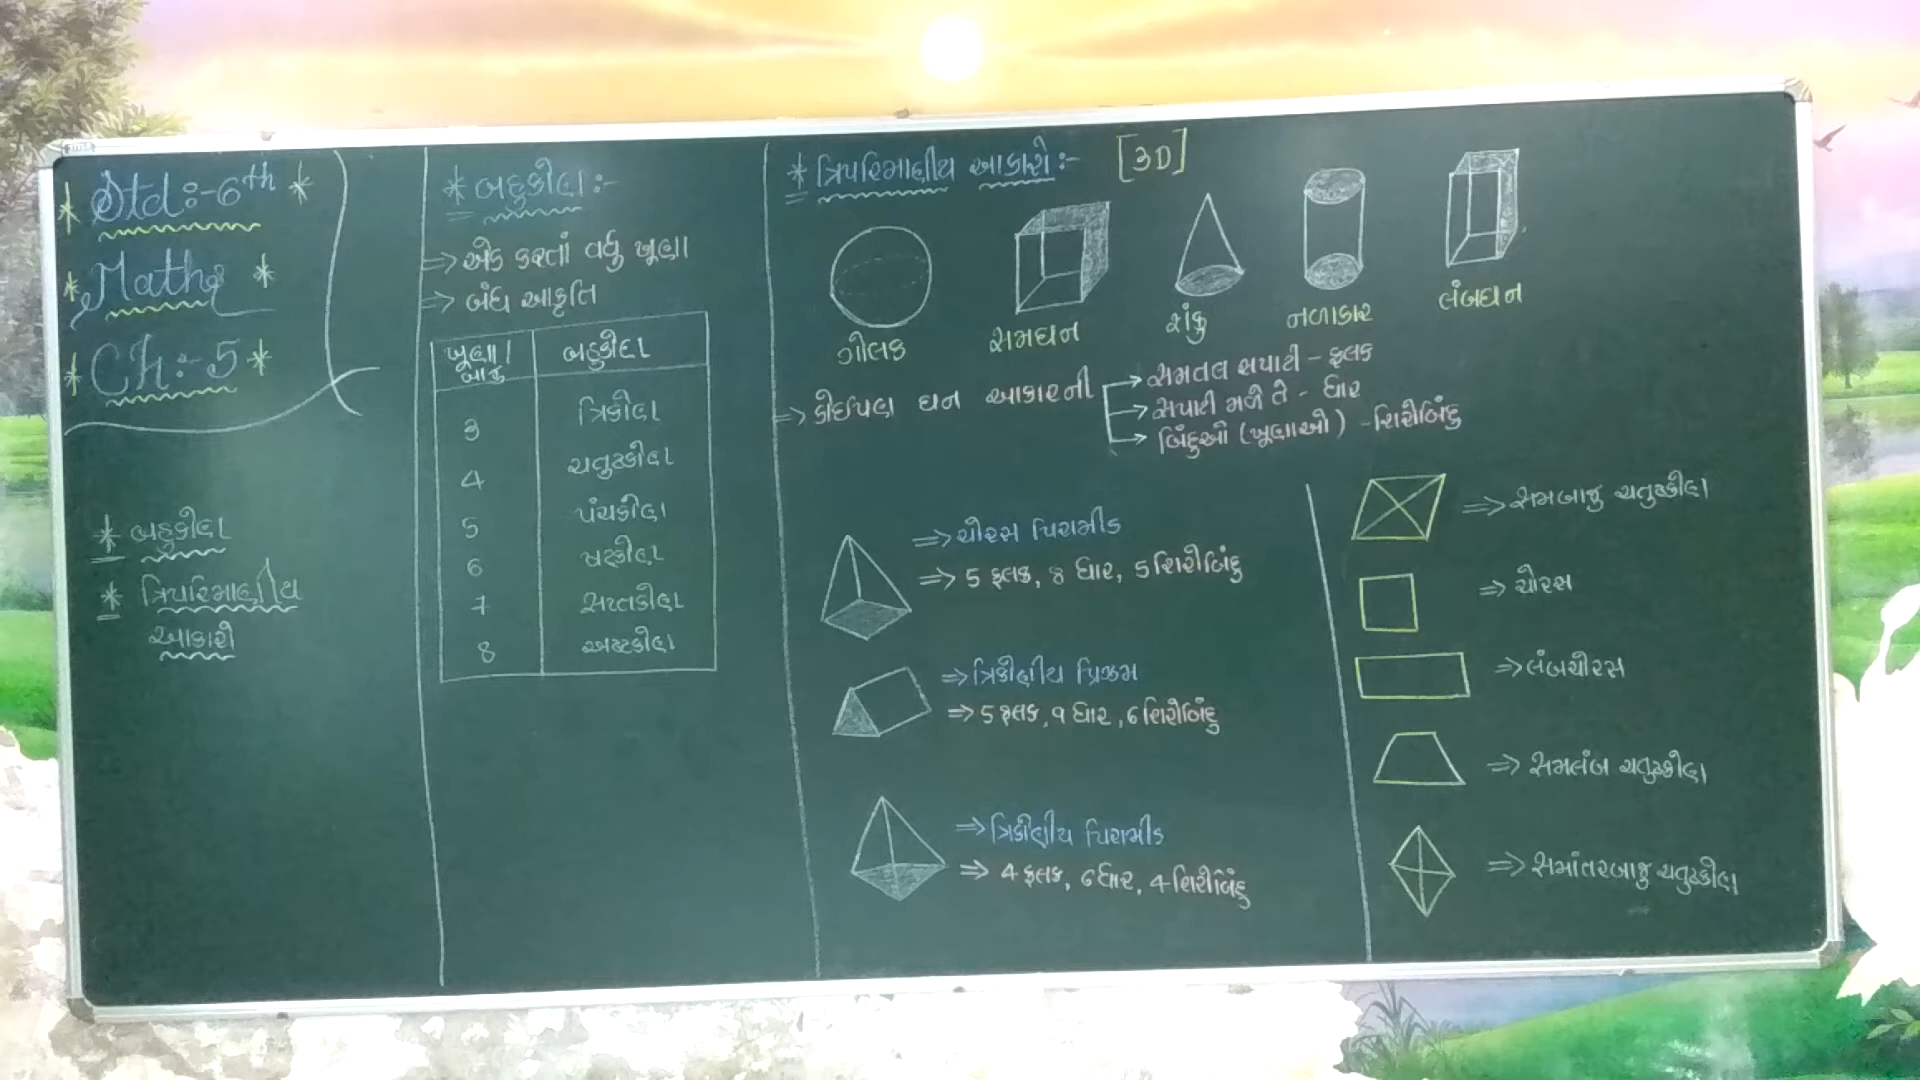 * Std:-6th *
* Maths *
* Ch:-5 *
* બહુકોણ
* ત્રિપરિમાણીય
આકારો
* બહુકોણ:-
=> એક કરતાં વધુ ખૂણા
=> બંધ આકૃતિ
ખૂણા/બાજુ બહુકોણ
3 ત્રિકોણ
4 ચતુષ્કોણ
5 પંચકોણ
6 ષટ્કોણ
7 સપ્તકોણ
8 અષ્ટકોણ
* ત્રિપરિમાણીય આકારો:- [3D]
ગોલક સમઘન શંકુ નળાકાર લંબઘન
=> કોઈપણ ઘન આકારની
→ સમતલ સપાટી - ફલક
→ સપાટી મળે તે - ધાર
→ બિંદુઓ (ખૂણાઓ) - શિરોબિંદુ
=> ચોરસ પિરામીડ
=> 5 ફલક, 8 ધાર, 5 શિરોબિંદુ
=> ત્રિકોણીય પ્રિઝમ
=> 5 ફલક, 9 ધાર, 6 શિરોબિંદુ
=> ત્રિકોણીય પિરામીડ
=> 4 ફલક, 6 ધાર, 4 શિરોબિંદુ
=> સમબાજુ ચતુષ્કોણ
=> ચોરસ
=> લંબચોરસ
=> સમલંબ ચતુષ્કોણ
=> સમાંતરબાજુ ચતુષ્કોણ